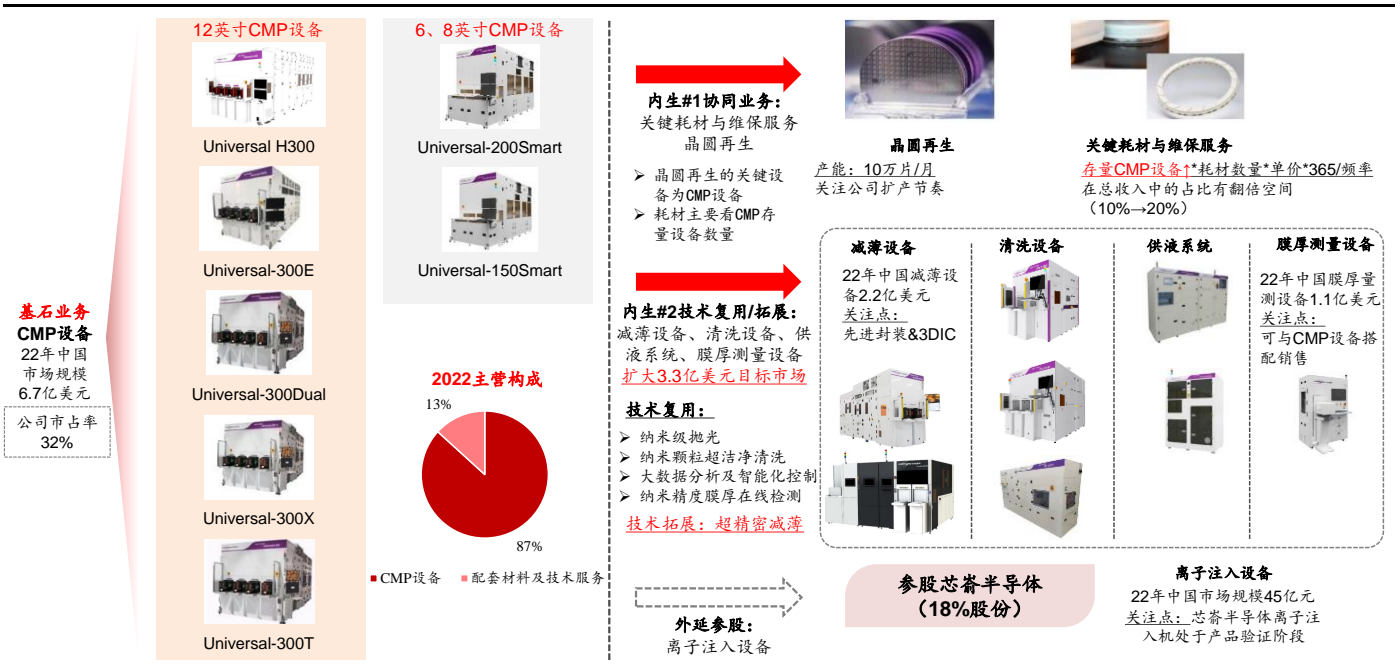 基石业务
CMP设备
22年中国
市场规模
6.7亿美元
公司市占率
32%
12英寸CMP设备
Universal H300
Universal-300E
Universal-300Dual
Universal-300X
Universal-300T
6、8英寸CMP设备
Universal-200Smart
Universal-150Smart
2022主营构成
13%
87%
CMP设备
配套材料及技术服务
内生#1协同业务：
关键耗材与维保服务
晶圆再生
➢ 晶圆再生的关键设
备为CMP设备
➢ 耗材主要看CMP存
量设备数量
晶圆再生
产能：10万片/月
关注公司扩产节奏
关键耗材与维保服务
存量CMP设备↑*耗材数量*单价*365/频率
在总收入中的占比有翻倍空间
（10%→20%）
内生#2技术复用/拓展：
减薄设备、清洗设备、供
液系统、膜厚测量设备
扩大3.3亿美元目标市场
技术复用：
➢ 纳米级抛光
➢ 纳米颗粒超洁净清洗
➢ 大数据分析及智能化控制
➢ 纳米精度膜厚在线检测
技术拓展：超精密减薄
减薄设备
22年中国减薄设
备2.2亿美元
关注点：
先进封装&3DIC
清洗设备
供液系统
膜厚测量设备
22年中国膜厚量
测设备1.1亿美元
关注点：
可与CMP设备搭
配销售
外延参股：
离子注入设备
参股芯嵛半导体
（18%股份）
离子注入设备
22年中国市场规模45亿元
关注点：芯嵛半导体离子注
入机处于产品验证阶段